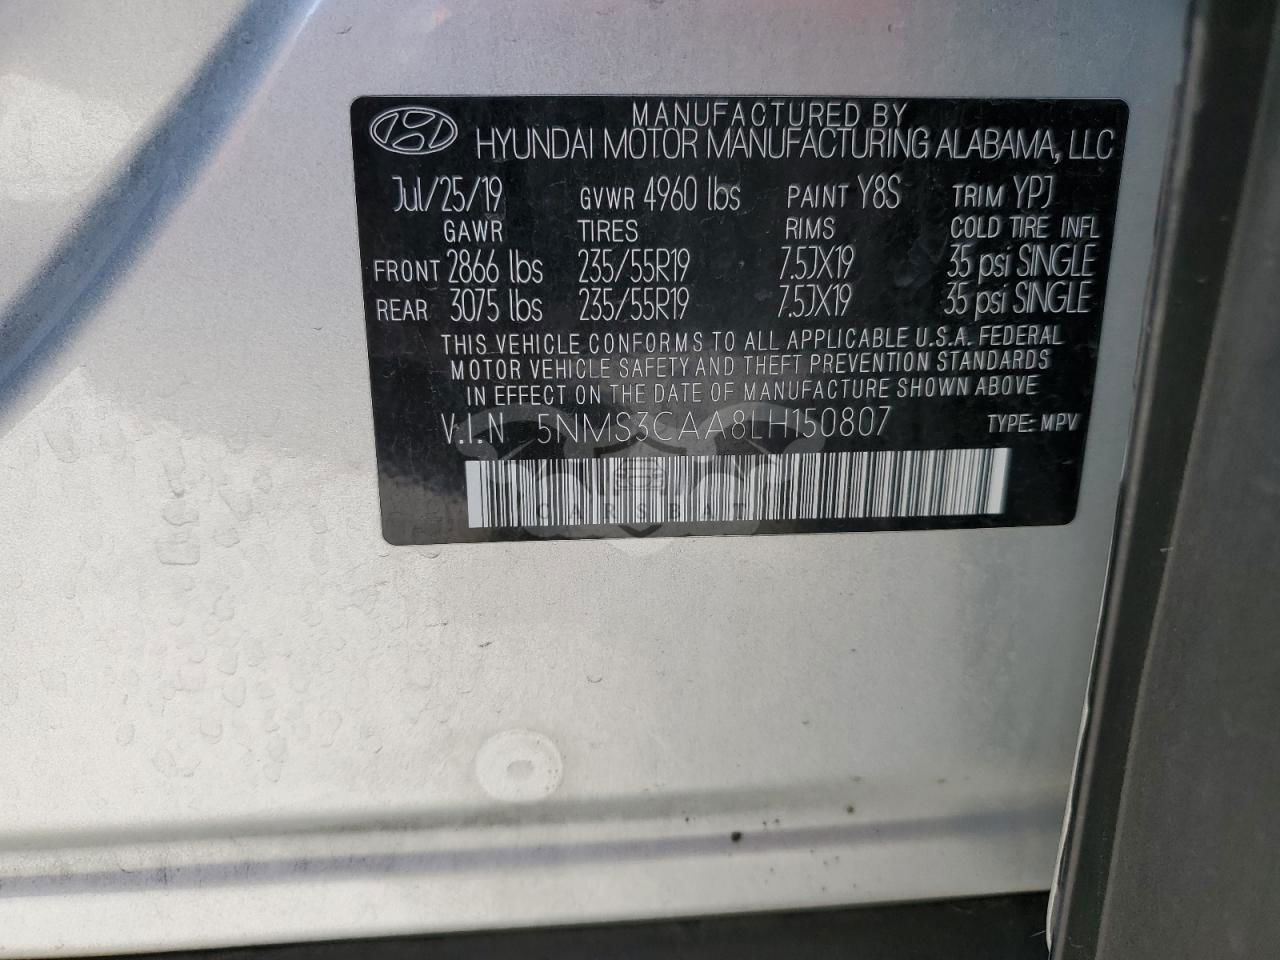 MANUFACTURED BY
HYUNDAI MOTOR MANUFACTURING ALABAMA, LLC
Jul/25/19 GVWR 4960 lbs PAINT Y8S TRIM YPJ
GAWR TIRES RIMS COLD TIRE INFL
FRONT 2866 lbs 235/55R19 7.5JX19 35 psi SINGLE
REAR 3075 lbs 235/55R19 7.5JX19 35 psi SINGLE
THIS VEHICLE CONFORMS TO ALL APPLICABLE U.S.A. FEDERAL
MOTOR VEHICLE SAFETY AND THEFT PREVENTION STANDARDS
IN EFFECT ON THE DATE OF MANUFACTURE SHOWN ABOVE
V.I.N 5NMS3CAA8LH150807 TYPE: MPV